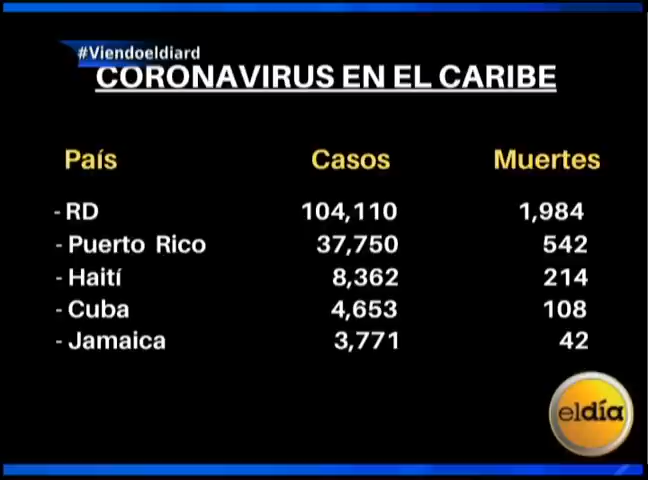 #Viendoeldiard
CORONAVIRUS EN EL CARIBE
País Casos Muertes
- RD 104,110 1,984
- Puerto Rico 37,750 542
- Haití 8,362 214
- Cuba 4,653 108
- Jamaica 3,771 42
eldía